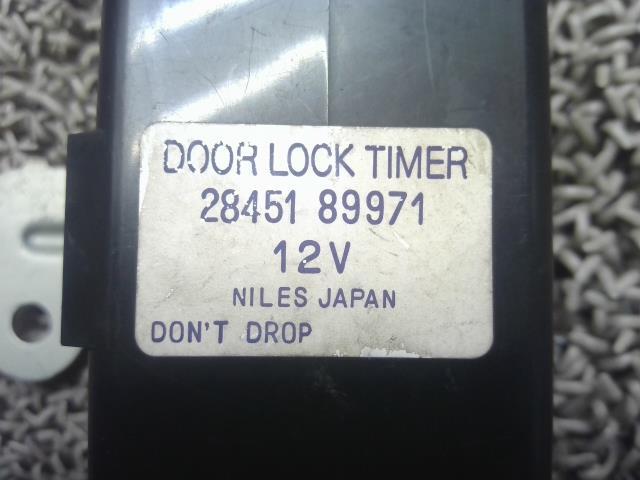 DOOR LOCK TIMER
28451 89971
12V
NILES JAPAN
DON'T DROP